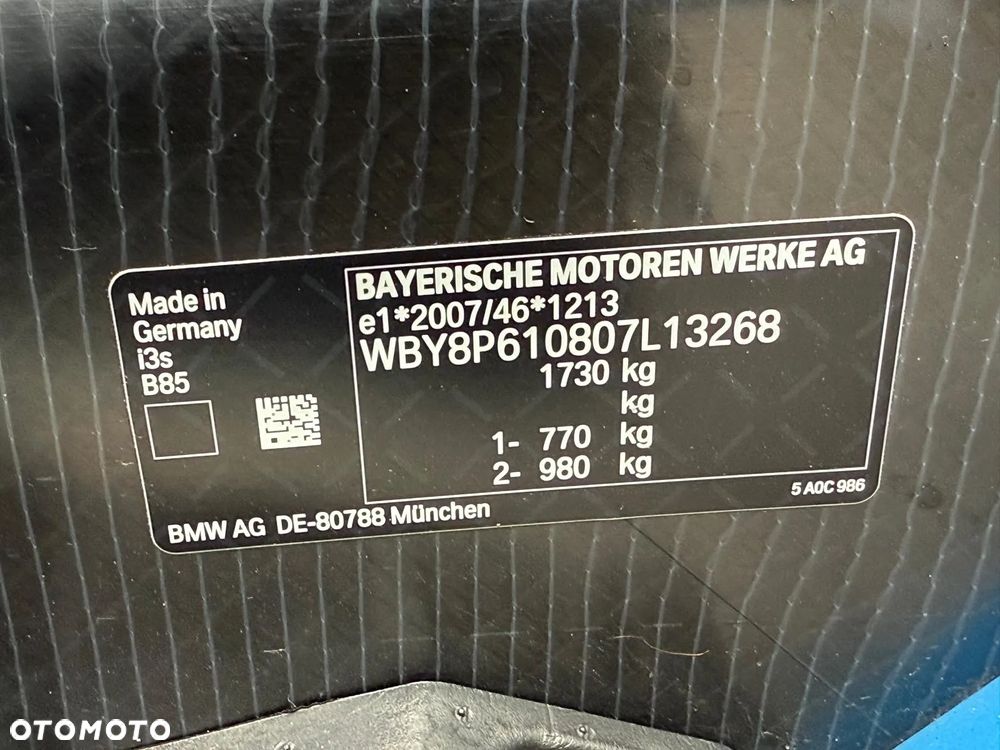 Made in
Germany
i3s
B85
BAYERISCHE MOTOREN WERKE AG
e1*2007/46*1213
WBY8P610807L13268
1730 kg
kg
1- 770 kg
2- 980 kg
5 A0C 986
BMW AG DE-80788 München
OTOMOTO